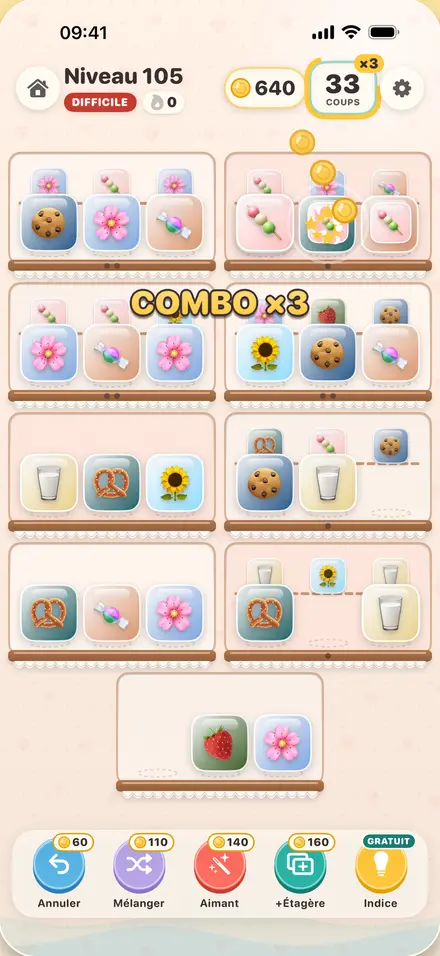 09:41
Niveau 105
DIFFICILE 0
640
×3
33
COUPS
COMBO ×3
60 110 140 160 GRATUIT
Annuler Mélanger Aimant +Étagère Indice